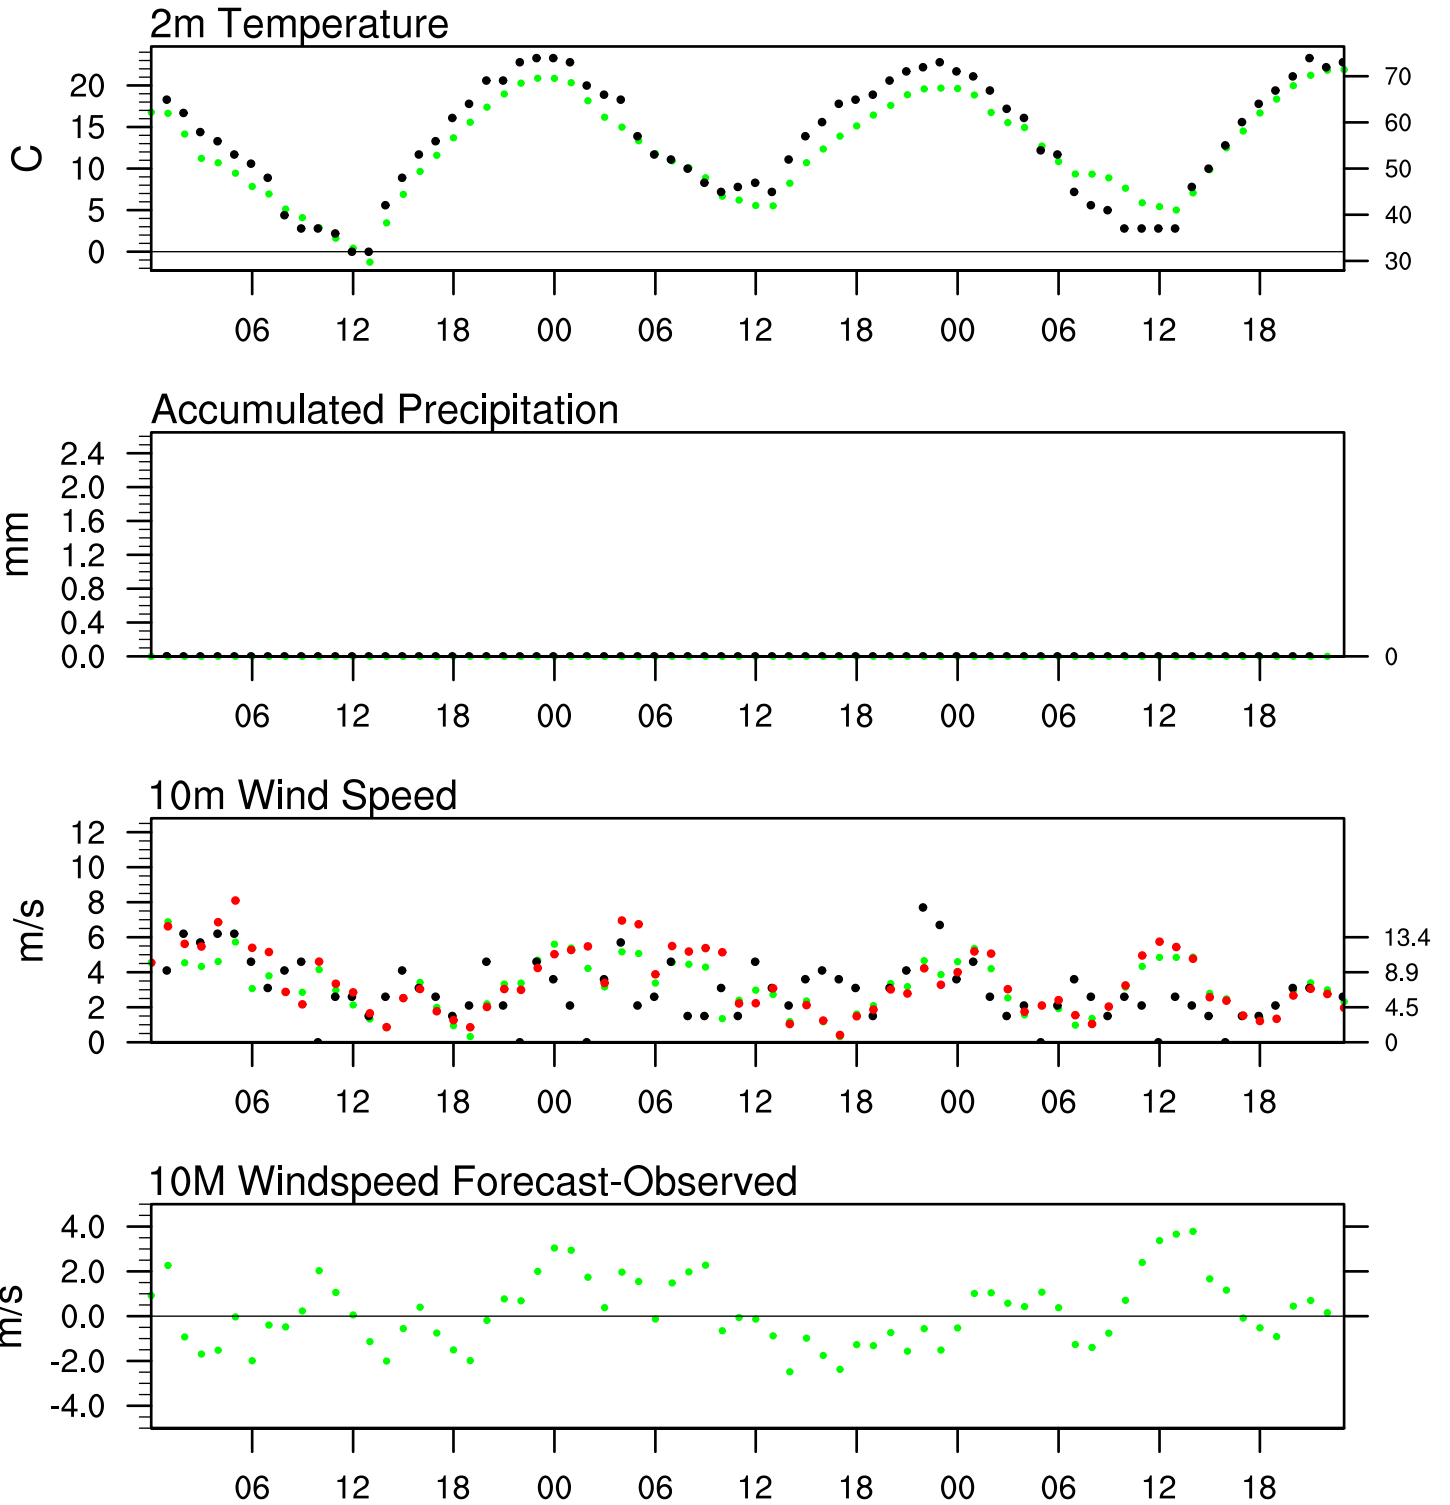 2m Temperature
20
15
10
5
0
C
70
60
50
40
30
06 12 18 00 06 12 18 00 06 12 18
Accumulated Precipitation
2.4
2.0
1.6
1.2
0.8
0.4
0.0
mm
0
06 12 18 00 06 12 18 00 06 12 18
10m Wind Speed
12
10
8
6
4
2
0
m/s
13.4
8.9
4.5
0
06 12 18 00 06 12 18 00 06 12 18
10M Windspeed Forecast-Observed
4.0
2.0
0.0
-2.0
-4.0
m/s
06 12 18 00 06 12 18 00 06 12 18